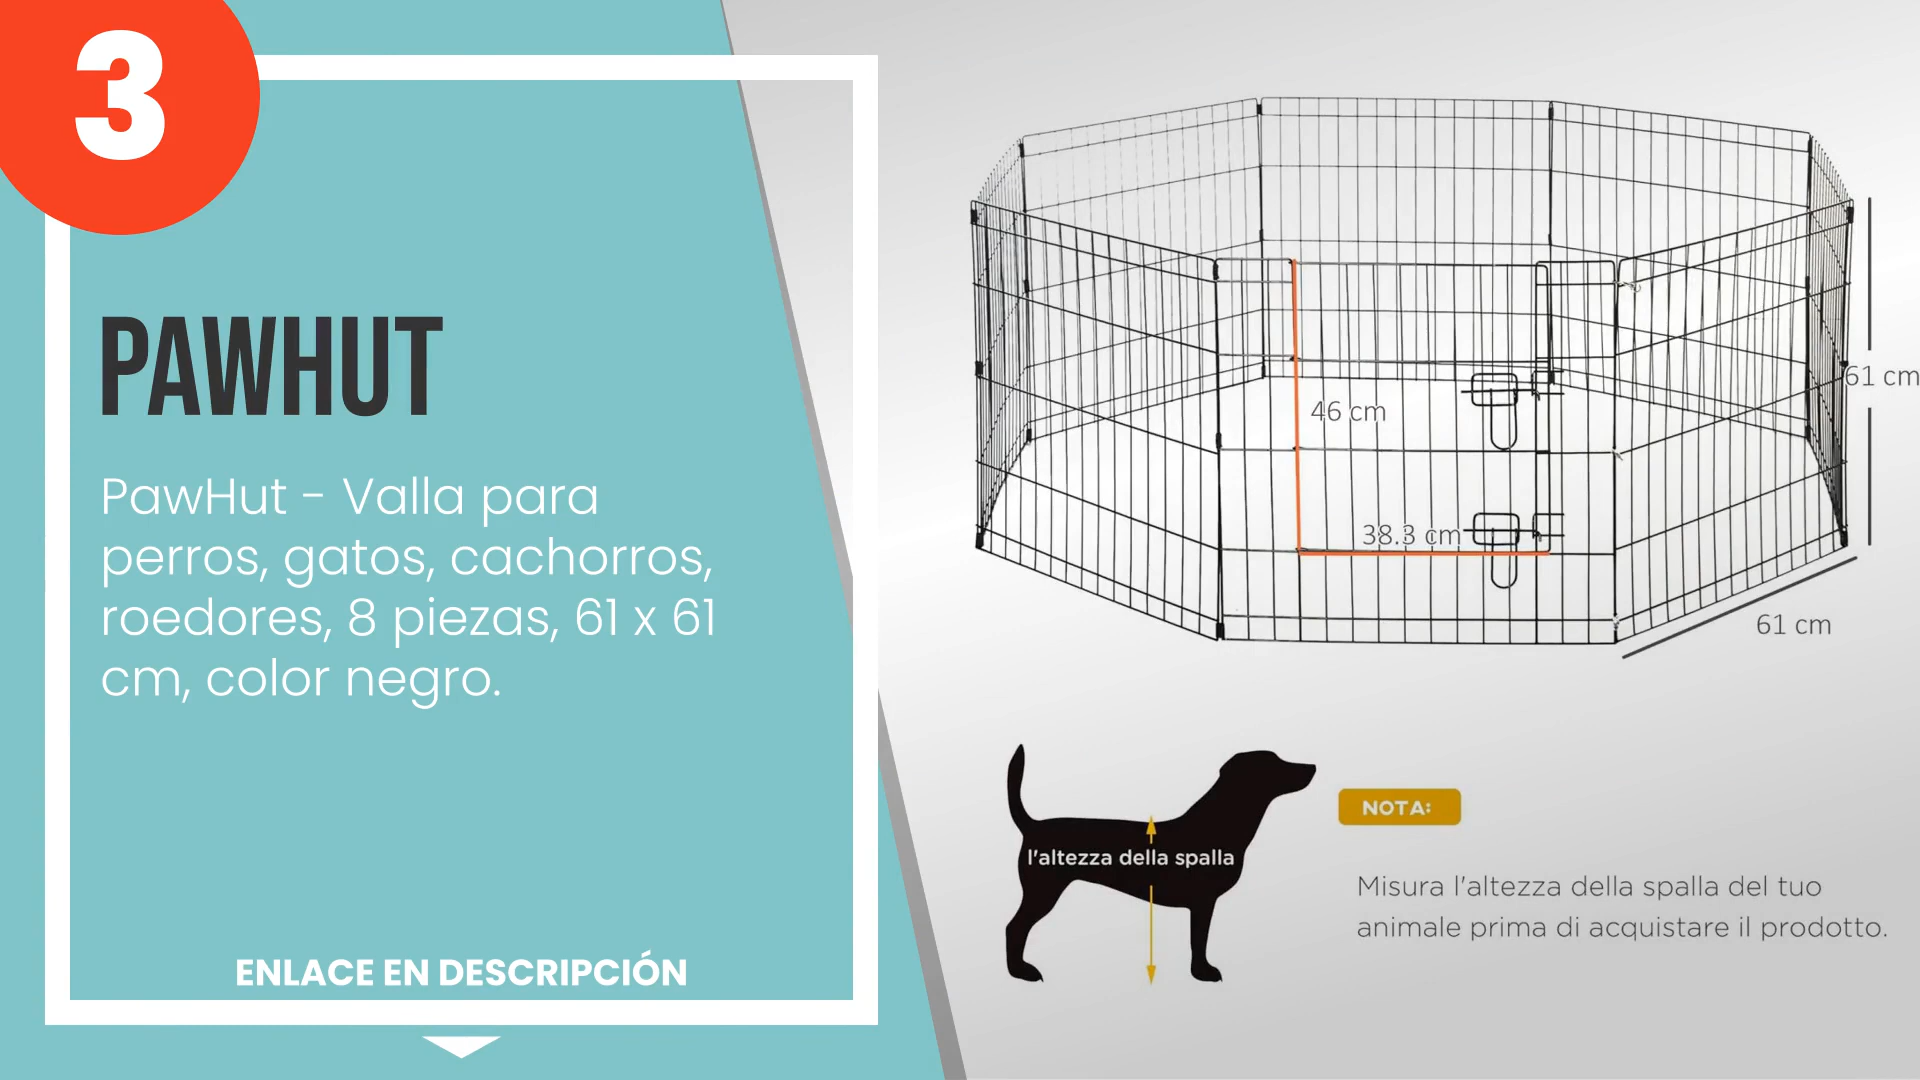 3
PAWHUT
PawHut - Valla para
perros, gatos, cachorros,
roedores, 8 piezas, 61 x 61
cm, color negro.
ENLACE EN DESCRIPCIÓN
61 cm
46 cm
38.3 cm
61 cm
l'altezza della spalla
NOTA:
Misura l'altezza della spalla del tuo
animale prima di acquistare il prodotto.